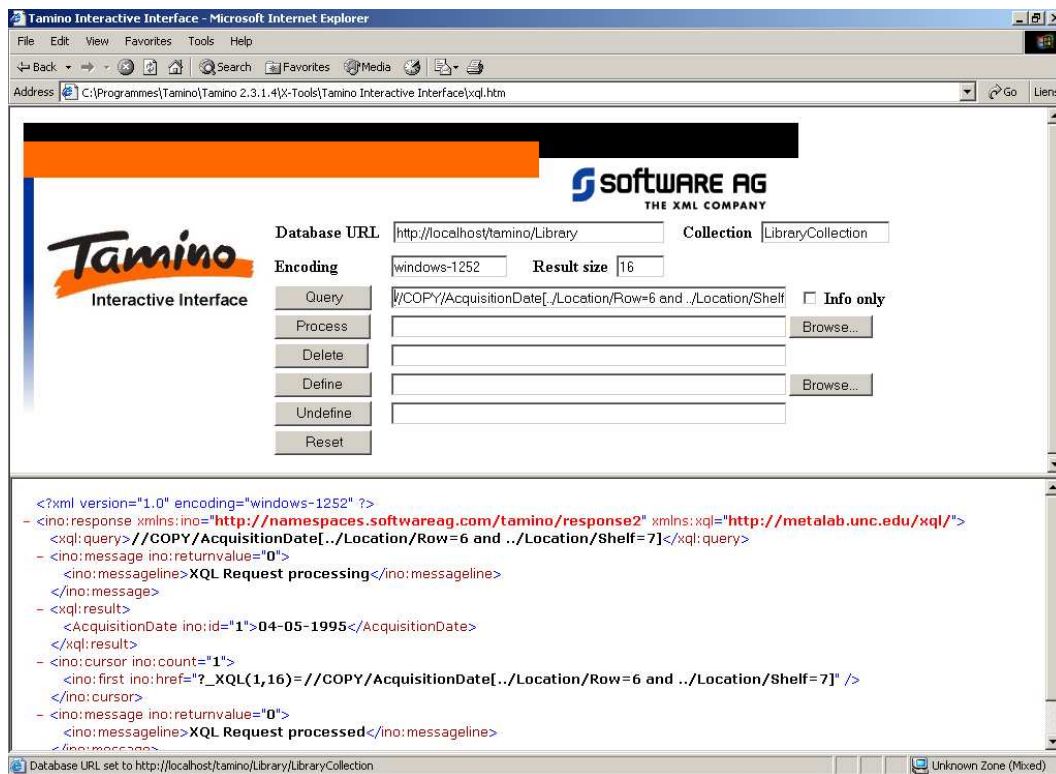 Tamino Interactive Interface - Microsoft Internet Explorer
File Edit View Favorites Tools Help
Back Search Favorites Media
Address C:\Programmes\Tamino\Tamino 2.3.1.4\X-Tools\Tamino Interactive Interface\xql.htm Go Liens
software AG
THE XML COMPANY
Tamino
Interactive Interface
Database URL http://localhost/tamino/Library Collection LibraryCollection
Encoding windows-1252 Result size 16
Query //COPY/AcquisitionDate[../Location/Row=6 and ../Location/Shelf Info only
Process Browse...
Delete
Define Browse...
Undefine
Reset
<?xml version="1.0" encoding="windows-1252" ?>
- <ino:response xmlns:ino="http://namespaces.softwareag.com/tamino/response2" xmlns:xql="http://metalab.unc.edu/xql/">
<xql:query>//COPY/AcquisitionDate[../Location/Row=6 and ../Location/Shelf=7]</xql:query>
- <ino:message ino:returnvalue="0">
<ino:messageline>XQL Request processing</ino:messageline>
</ino:message>
- <xql:result>
<AcquisitionDate ino:id="1">04-05-1995</AcquisitionDate>
</xql:result>
- <ino:cursor ino:count="1">
<ino:first ino:href="?_XQL(1,16)=//COPY/AcquisitionDate[../Location/Row=6 and ../Location/Shelf=7]" />
</ino:cursor>
- <ino:message ino:returnvalue="0">
<ino:messageline>XQL Request processed</ino:messageline>
</ino:message>
Database URL set to http://localhost/tamino/Library/LibraryCollection Unknown Zone (Mixed)